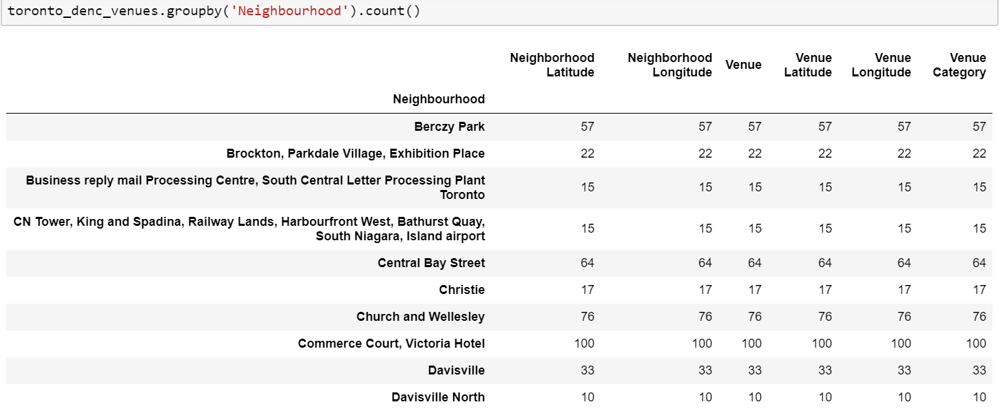 toronto_denc_venues.groupby('Neighbourhood').count()
Neighborhood Neighborhood Venue Venue Venue
Latitude Longitude Venue Latitude Longitude Category
Neighbourhood
Berczy Park 57 57 57 57 57 57
Brockton, Parkdale Village, Exhibition Place 22 22 22 22 22 22
Business reply mail Processing Centre, South Central Letter Processing Plant
Toronto 15 15 15 15 15 15
CN Tower, King and Spadina, Railway Lands, Harbourfront West, Bathurst Quay,
South Niagara, Island airport 15 15 15 15 15 15
Central Bay Street 64 64 64 64 64 64
Christie 17 17 17 17 17 17
Church and Wellesley 76 76 76 76 76 76
Commerce Court, Victoria Hotel 100 100 100 100 100 100
Davisville 33 33 33 33 33 33
Davisville North 10 10 10 10 10 10